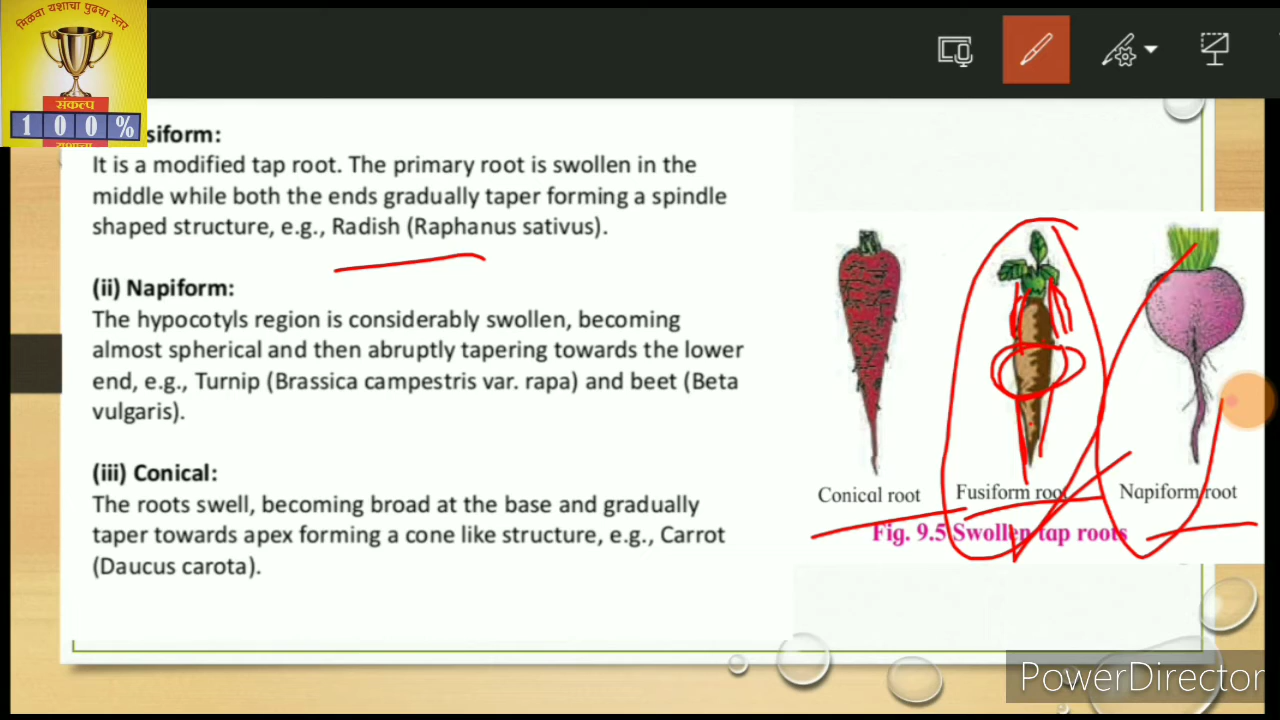 मिळवा यशाचा पुढचा स्तर
संकल्प
100%
siform:
It is a modified tap root. The primary root is swollen in the
middle while both the ends gradually taper forming a spindle
shaped structure, e.g., Radish (Raphanus sativus).
(ii) Napiform:
The hypocotyls region is considerably swollen, becoming
almost spherical and then abruptly tapering towards the lower
end, e.g., Turnip (Brassica campestris var. rapa) and beet (Beta
vulgaris).
(iii) Conical:
The roots swell, becoming broad at the base and gradually
taper towards apex forming a cone like structure, e.g., Carrot
(Daucus carota).
Conical root Fusiform root Napiform root
Fig. 9.5 Swollen tap roots
PowerDirector